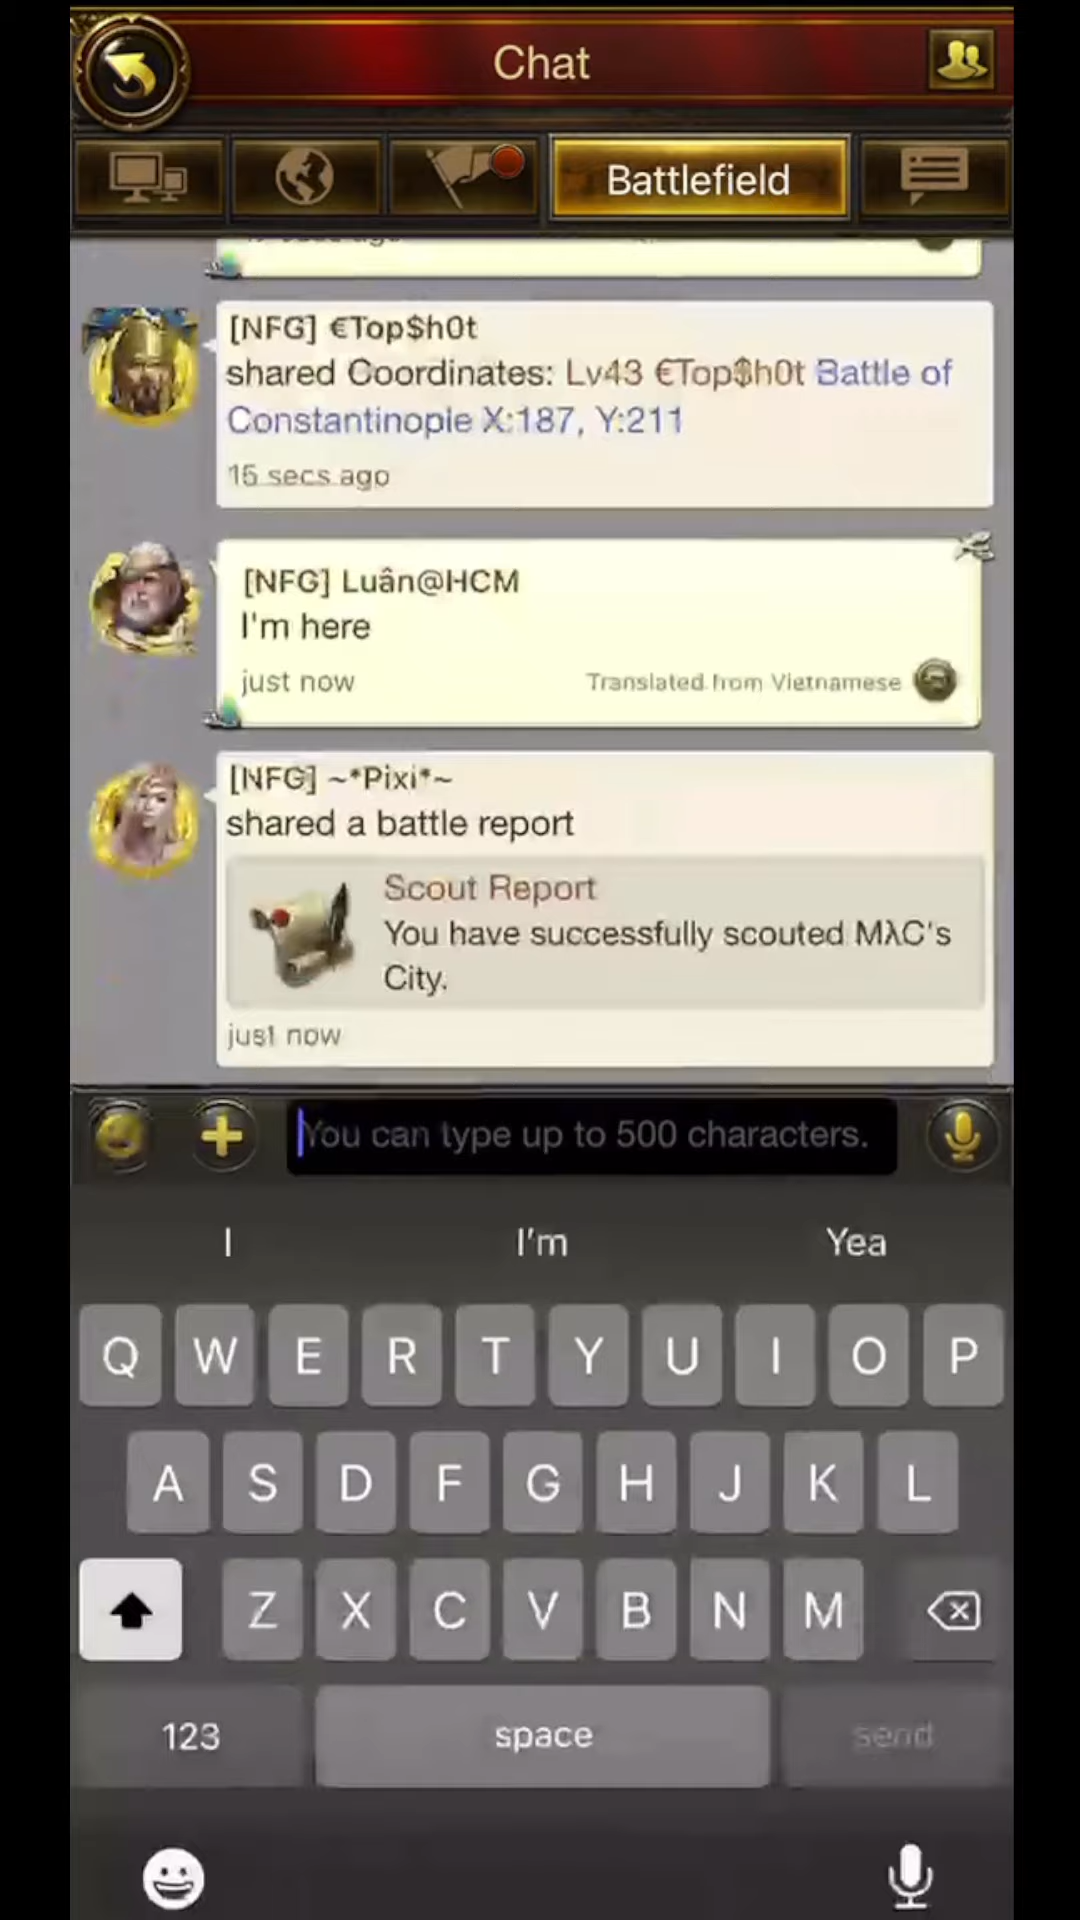 Chat
Battlefield
[NFG] €Top$h0t
shared Coordinates: Lv43 €Top$h0t Battle of
Constantinople X:187, Y:211
15 secs ago
[NFG] Luân@HCM
I'm here
just now
Translated from Vietnamese
[NFG] ~*Pixi*~
shared a battle report
Scout Report
You have successfully scouted MλC's
City.
just now
You can type up to 500 characters.
I
I'm
Yea
Q W E R T Y U I O P
A S D F G H J K L
Z X C V B N M
123
space
send